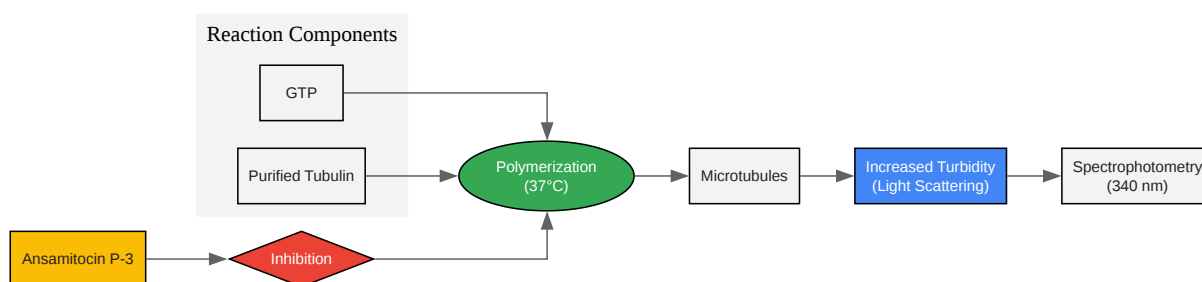 Reaction Components
GTP
Purified Tubulin
Polymerization
(37°C)
Microtubules
Increased Turbidity
(Light Scattering)
Spectrophotometry
(340 nm)
Ansamitocin P-3
Inhibition